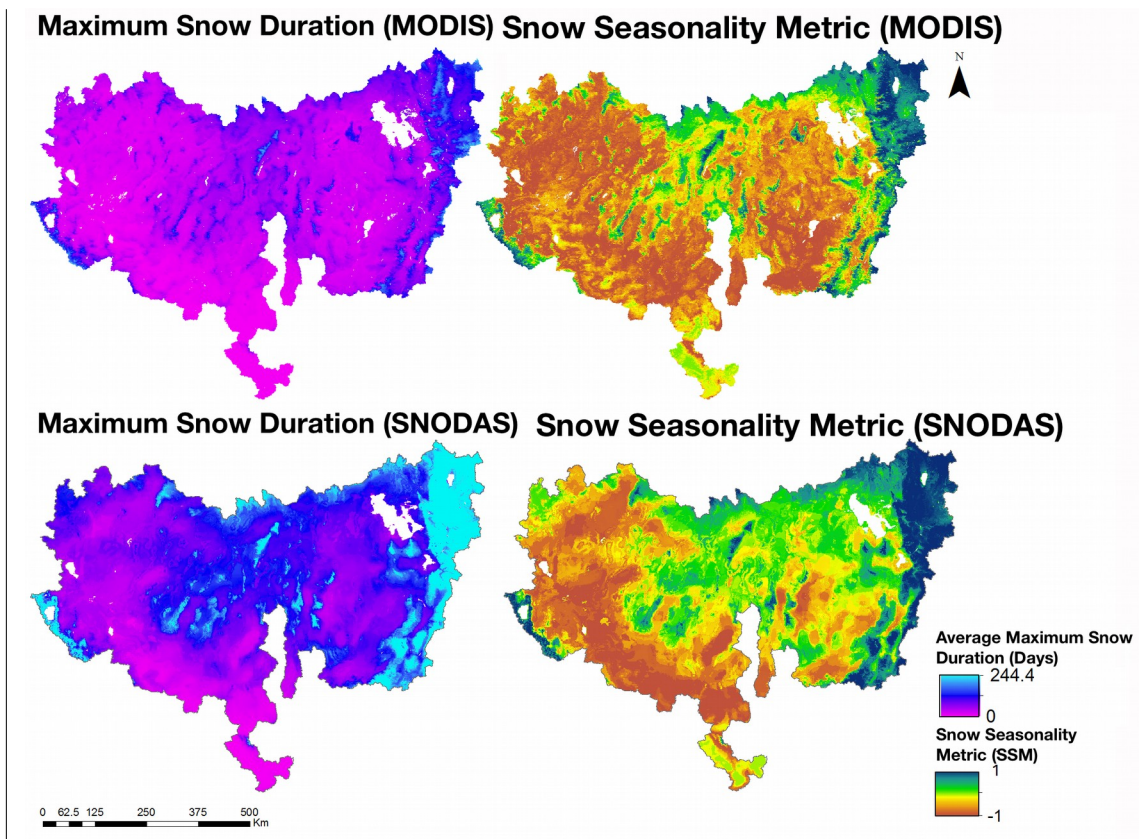 Maximum Snow Duration (MODIS)
Snow Seasonality Metric (MODIS)
N
Maximum Snow Duration (SNODAS)
Snow Seasonality Metric (SNODAS)
Average Maximum Snow
Duration (Days)
244.4
0
Snow Seasonality
Metric (SSM)
1
-1
0 62.5 125 250 375 500
Km